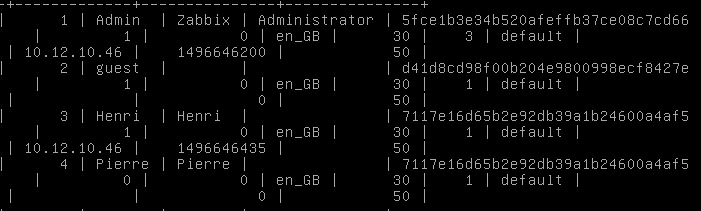 1 | Admin | Zabbix | Administrator | 5fce1b3e34b520afeffb37ce08c7cd66
| 1 | 0 | en_GB | 30 | 3 | default |
| 10.12.10.46 | 1496646200 | 50 |
2 | guest | | | d41d8cd98f00b204e9800998ecf8427e
| 1 | 0 | en_GB | 30 | 1 | default |
| | 0 | 50 |
3 | Henri | Henri | | 7117e16d65b2e92db39a1b24600a4af5
| 1 | 0 | en_GB | 30 | 1 | default |
| 10.12.10.46 | 1496646435 | 50 |
4 | Pierre | Pierre | | 7117e16d65b2e92db39a1b24600a4af5
| 0 | 0 | en_GB | 30 | 1 | default |
| | 0 | 50 |